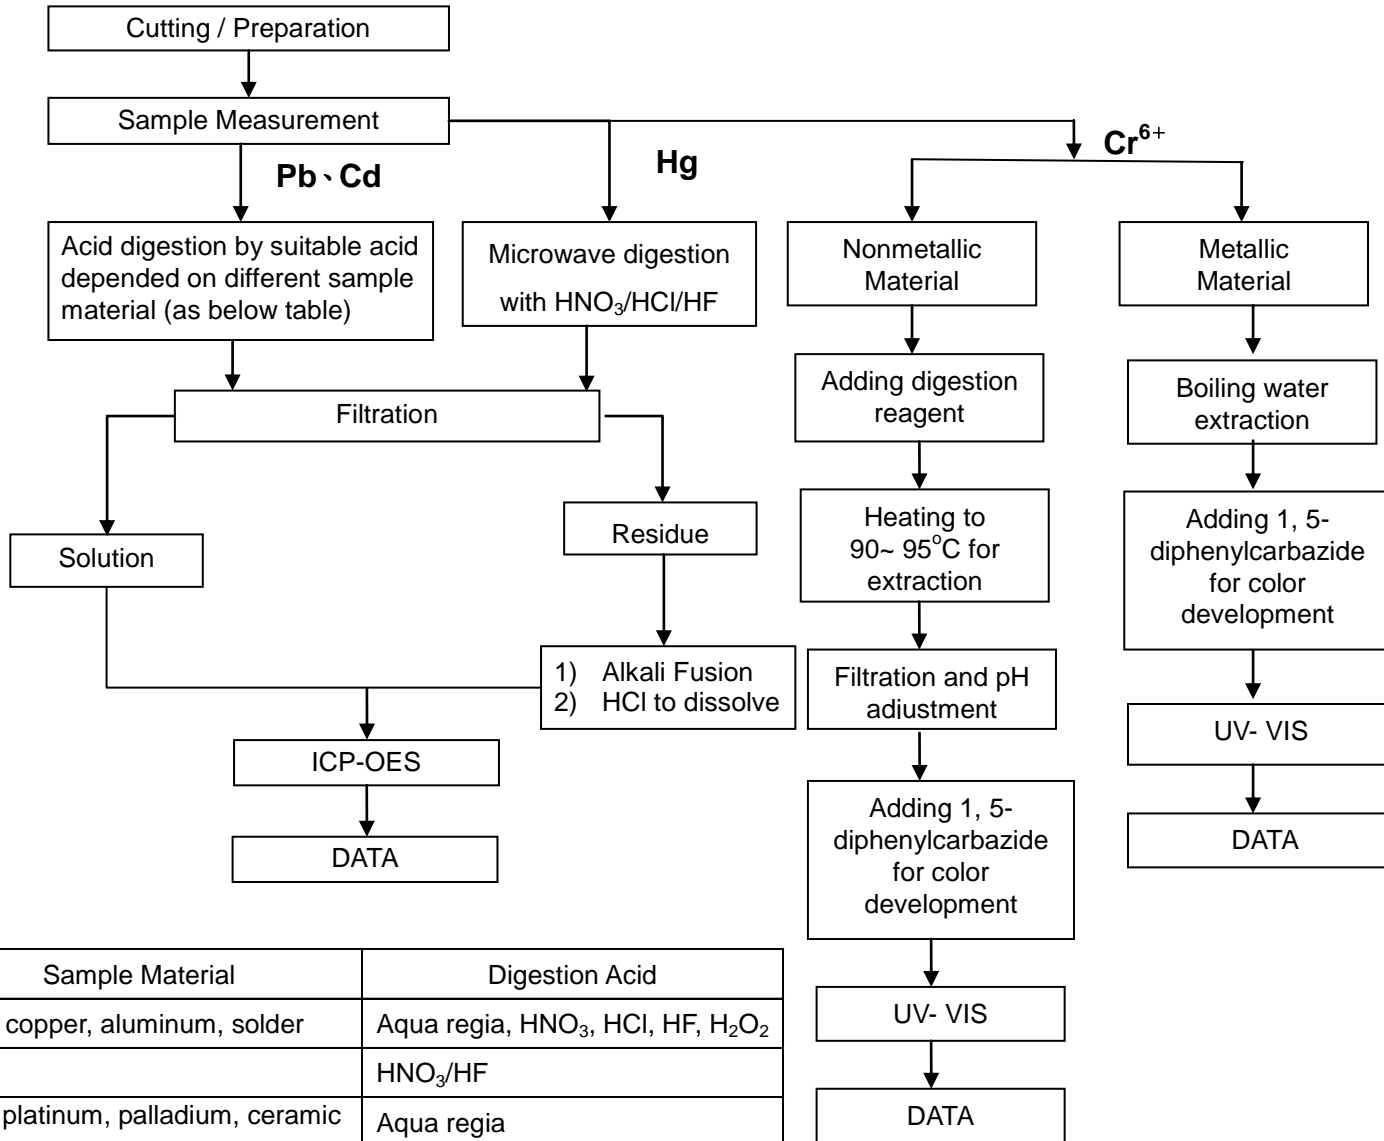 Cutting / Preparation
Sample Measurement
Pb、Cd
Hg
Cr⁶⁺
Acid digestion by suitable acid
depended on different sample
material (as below table)
Microwave digestion
with HNO₃/HCl/HF
Nonmetallic
Material
Metallic
Material
Filtration
Adding digestion
reagent
Boiling water
extraction
Solution
Residue
Heating to
90~ 95°C for
extraction
Adding 1, 5-
diphenylcarbazide
for color
development
1) Alkali Fusion
2) HCl to dissolve
Filtration and pH
adiustment
UV- VIS
ICP-OES
DATA
Adding 1, 5-
diphenylcarbazide
for color
development
DATA
UV- VIS
DATA
Sample Material Digestion Acid
copper, aluminum, solder Aqua regia, HNO₃, HCl, HF, H₂O₂
HNO₃/HF
platinum, palladium, ceramic Aqua regia